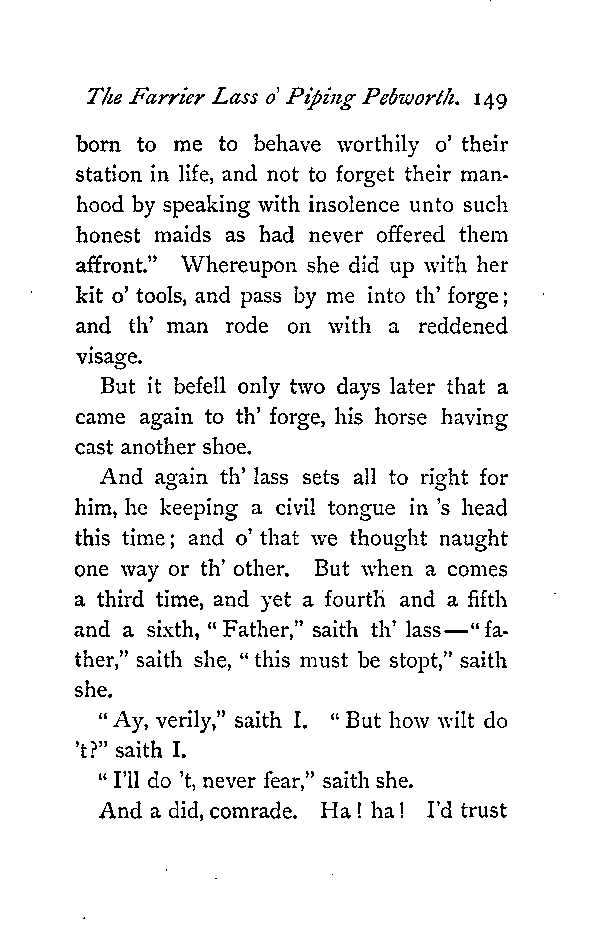 The Farrier Lass o' Piping Pebworth. 149
born to me to behave worthily o' their
station in life, and not to forget their man-
hood by speaking with insolence unto such
honest maids as had never offered them
affront.” Whereupon she did up with her
kit o' tools, and pass by me into th' forge;
and th' man rode on with a reddened
visage.
But it befell only two days later that a
came again to th' forge, his horse having
cast another shoe.
And again th' lass sets all to right for
him, he keeping a civil tongue in 's head
this time; and o' that we thought naught
one way or th' other. But when a comes
a third time, and yet a fourth and a fifth
and a sixth, “Father,” saith th' lass—“fa-
ther,” saith she, “this must be stopt,” saith
she.
“Ay, verily,” saith I. “But how wilt do
't?” saith I.
“I'll do 't, never fear,” saith she.
And a did, comrade. Ha! ha! I'd trust